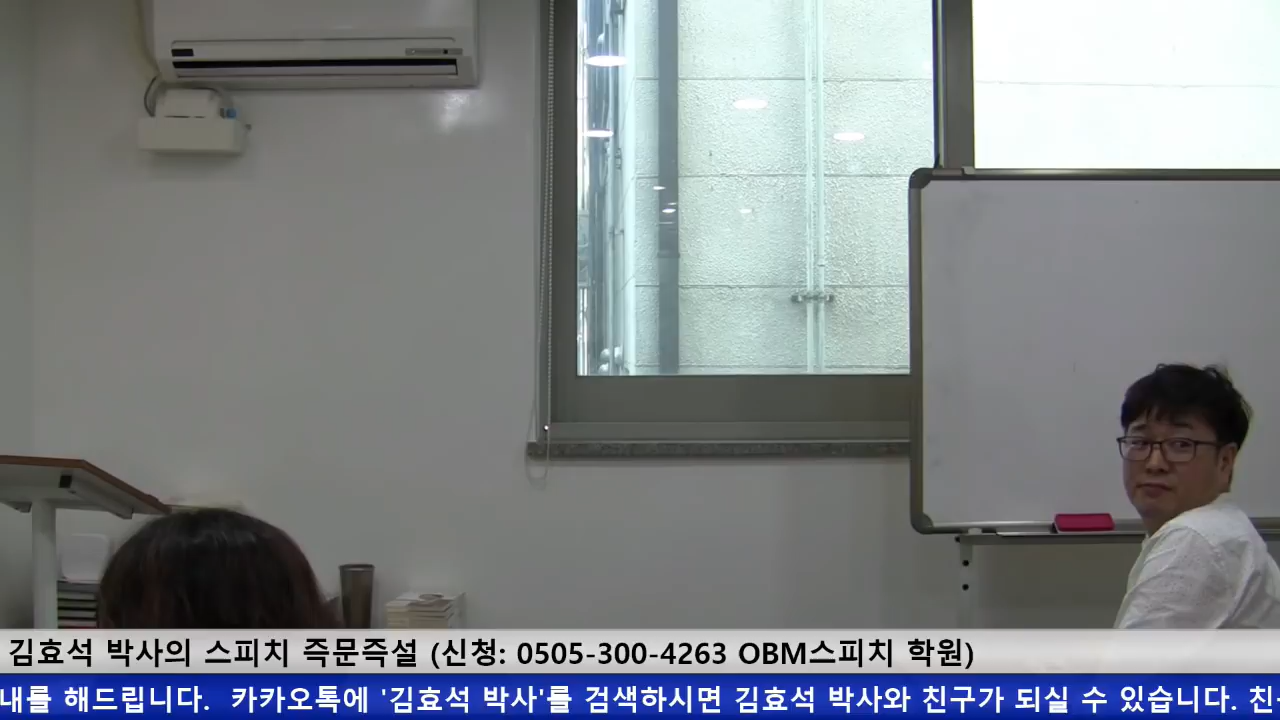 김효석 박사의 스피치 즉문즉설 (신청: 0505-300-4263 OBM스피치 학원)
내를 해드립니다. 카카오톡에 '김효석 박사'를 검색하시면 김효석 박사와 친구가 되실 수 있습니다. 친